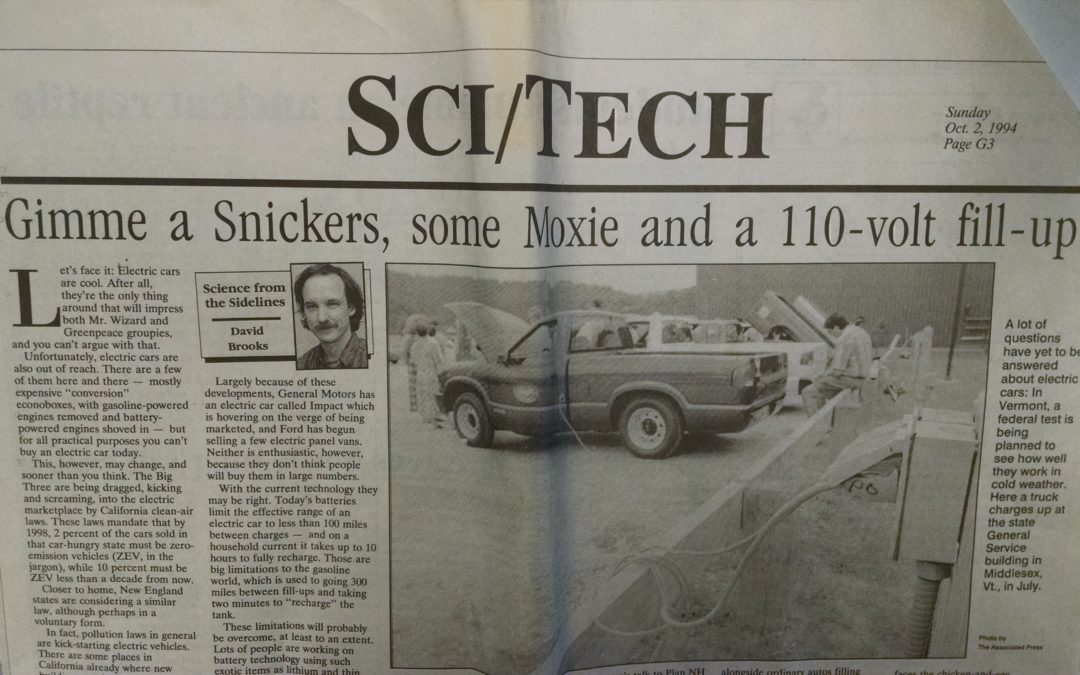 SCI/TECH
Sunday
Oct. 2, 1994
Page G3
Gimme a Snickers, some Moxie and a 110-volt fill-up
Let's face it: Electric cars
are cool. After all,
they're the only thing
around that will impress
both Mr. Wizard and
Greenpeace groupies,
and you can't argue with that.
Unfortunately, electric cars are
also out of reach. There are a few
of them here and there — mostly
expensive "conversion"
econoboxes, with gasoline-powered
engines removed and battery-
powered engines shoved in — but
for all practical purposes you can't
buy an electric car today.
This, however, may change, and
sooner than you think. The Big
Three are being dragged, kicking
and screaming, into the electric
marketplace by California clean-air
laws. These laws mandate that by
1998, 2 percent of the cars sold in
that car-hungry state must be zero-
emission vehicles (ZEV, in the
jargon), while 10 percent must be
ZEV less than a decade from now.
Closer to home, New England
states are considering a similar
law, although perhaps in a
voluntary form.
In fact, pollution laws in general
are kick-starting electric vehicles.
There are some places in
California already where new
Science from
the Sidelines
David
Brooks
Largely because of these
developments, General Motors has
an electric car called Impact which
is hovering on the verge of being
marketed, and Ford has begun
selling a few electric panel vans.
Neither is enthusiastic, however,
because they don't think people
will buy them in large numbers.
With the current technology they
may be right. Today's batteries
limit the effective range of an
electric car to less than 100 miles
between charges — and on a
household current it takes up to 10
hours to fully recharge. Those are
big limitations to the gasoline
world, which is used to going 300
miles between fill-ups and taking
two minutes to "recharge" the
tank.
These limitations will probably
be overcome, at least to an extent.
Lots of people are working on
battery technology using such
exotic items as lithium and thin
A lot of
questions
have yet to be
answered
about electric
cars: In
Vermont, a
federal test is
being
planned to
see how well
they work in
cold weather.
Here a truck
charges up at
the state
General
Service
building in
Middlesex,
Vt., in July.
Photo by
The Associated Press
talk to Plan NH
alongside ordinary autos filling
faces the chicken-and-egg